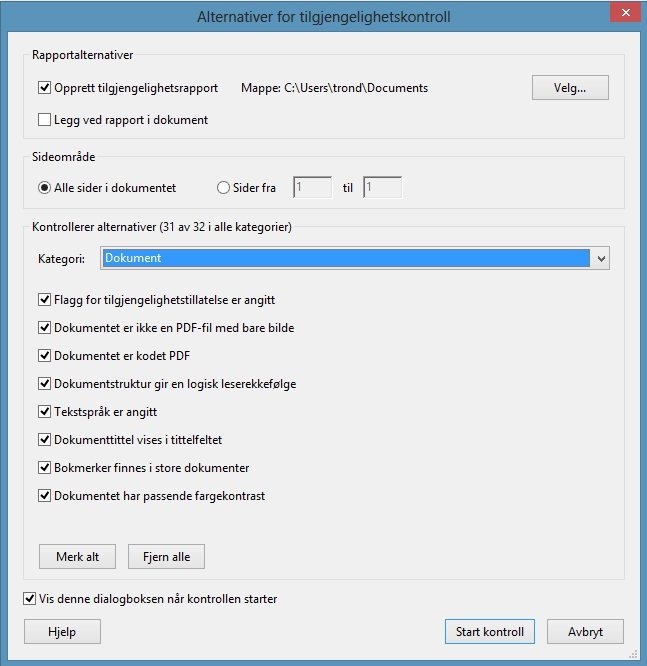 Alternativer for tilgjengelighetskontroll
Rapportalternativer
Opprett tilgjengelighetsrapport Mappe: C:\Users\trond\Documents Velg...
Legg ved rapport i dokument
Sideområde
Alle sider i dokumentet Sider fra 1 til 1
Kontrollerer alternativer (31 av 32 i alle kategorier)
Kategori: Dokument
Flagg for tilgjengelighetstillatelse er angitt
Dokumentet er ikke en PDF-fil med bare bilde
Dokumentet er kodet PDF
Dokumentstruktur gir en logisk leserekkefølge
Tekstspråk er angitt
Dokumenttittel vises i tittelfeltet
Bokmerker finnes i store dokumenter
Dokumentet har passende fargekontrast
Merk alt Fjern alle
Vis denne dialogboksen når kontrollen starter
Hjelp Start kontroll Avbryt